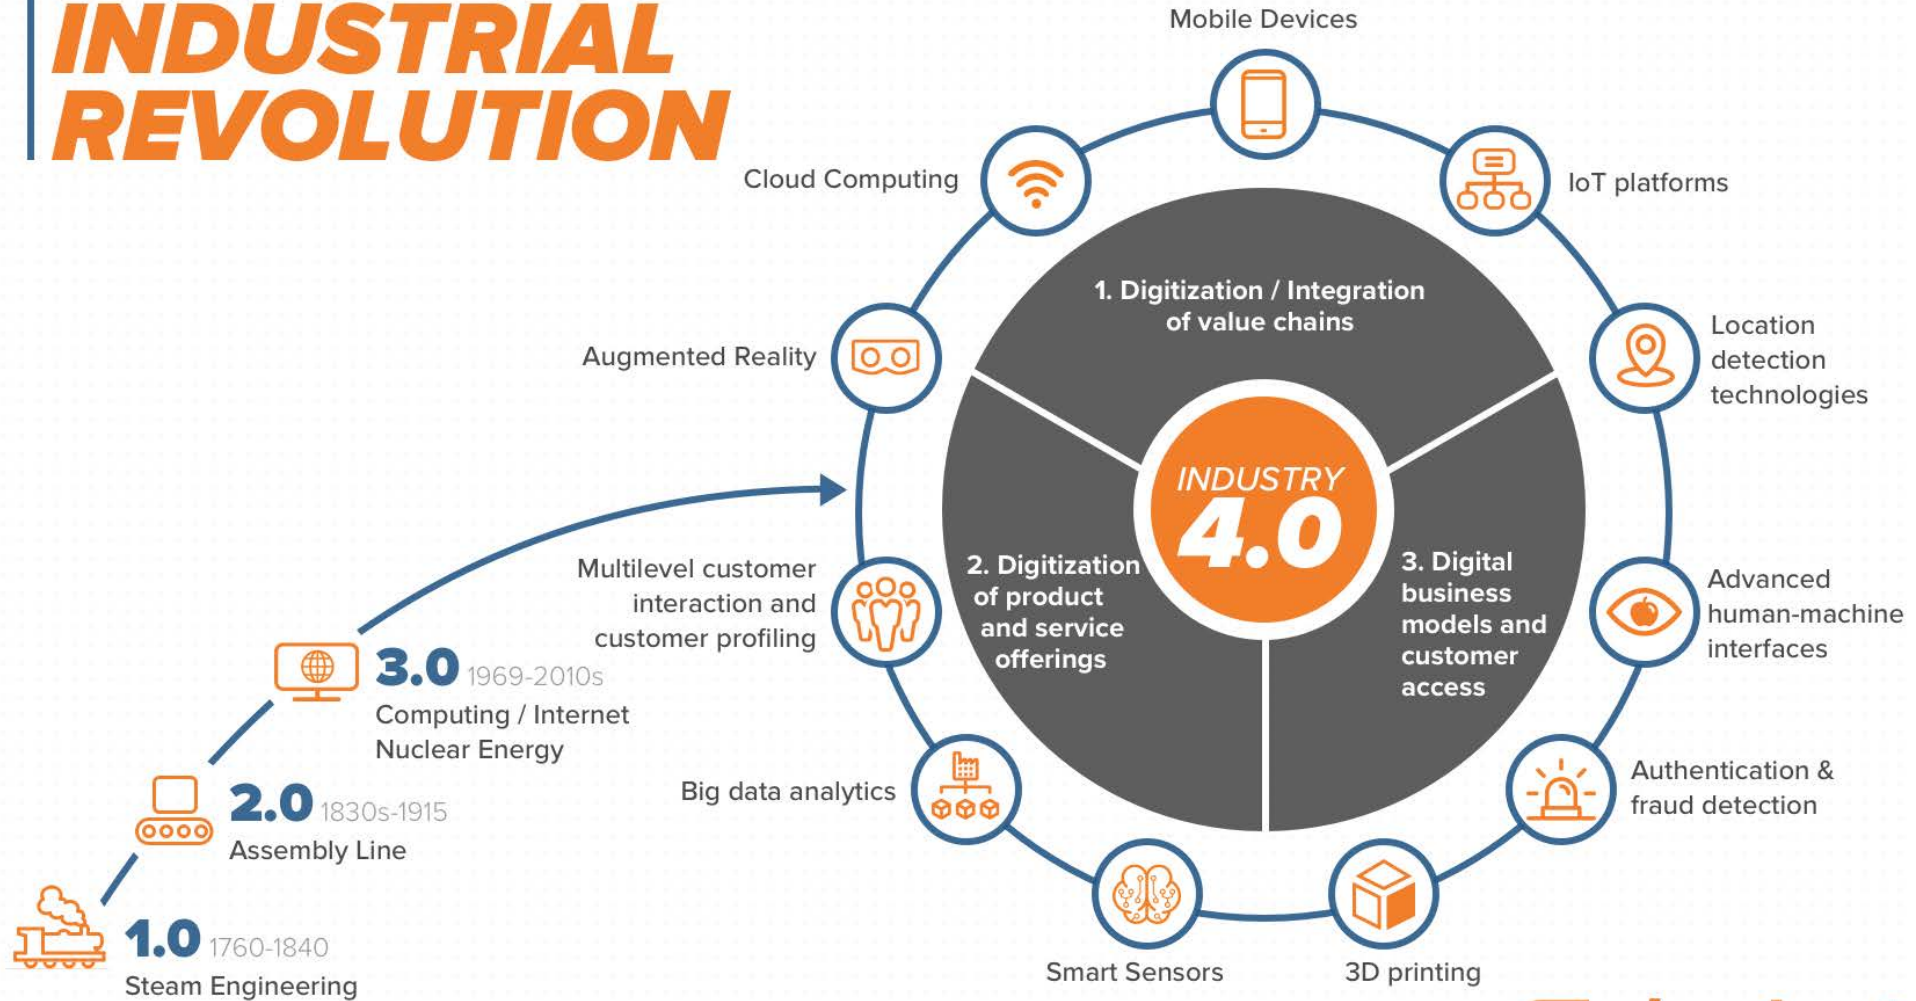 INDUSTRIAL
REVOLUTION
Mobile Devices
Cloud Computing
IoT platforms
Augmented Reality
Location
detection
technologies
1. Digitization / Integration
of value chains
INDUSTRY
4.0
2. Digitization
of product
and service
offerings
3. Digital
business
models and
customer
access
Multilevel customer
interaction and
customer profiling
Advanced
human-machine
interfaces
Big data analytics
Authentication &
fraud detection
Smart Sensors
3D printing
3.0 1969-2010s
Computing / Internet
Nuclear Energy
2.0 1830s-1915
Assembly Line
1.0 1760-1840
Steam Engineering